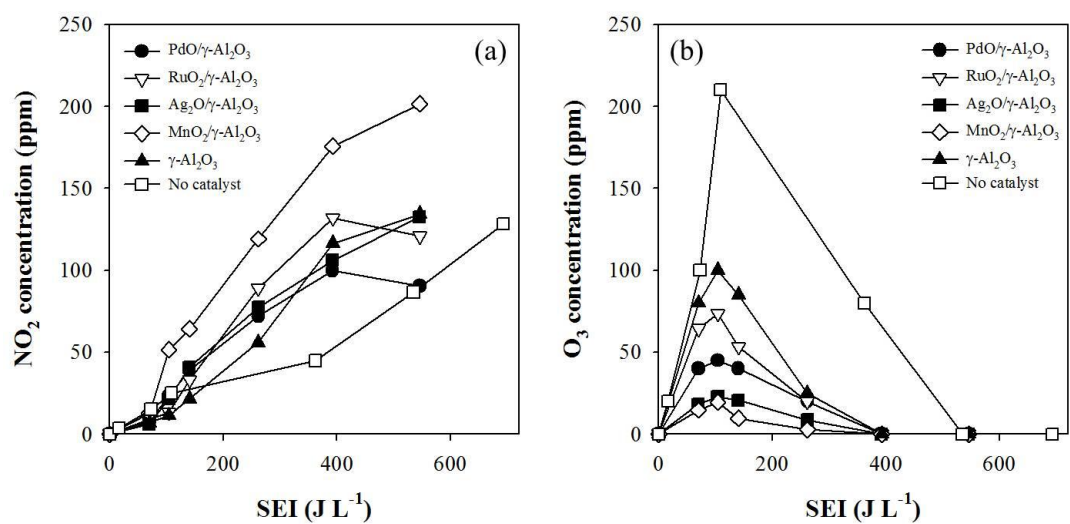 (a)
NO₂ concentration (ppm)
250
200
150
100
50
0
PdO/γ-Al₂O₃
RuO₂/γ-Al₂O₃
Ag₂O/γ-Al₂O₃
MnO₂/γ-Al₂O₃
γ-Al₂O₃
No catalyst
0 200 400 600
SEI (J L⁻¹)
(b)
O₃ concentration (ppm)
250
200
150
100
50
0
PdO/γ-Al₂O₃
RuO₂/γ-Al₂O₃
Ag₂O/γ-Al₂O₃
MnO₂/γ-Al₂O₃
γ-Al₂O₃
No catalyst
0 200 400 600
SEI (J L⁻¹)